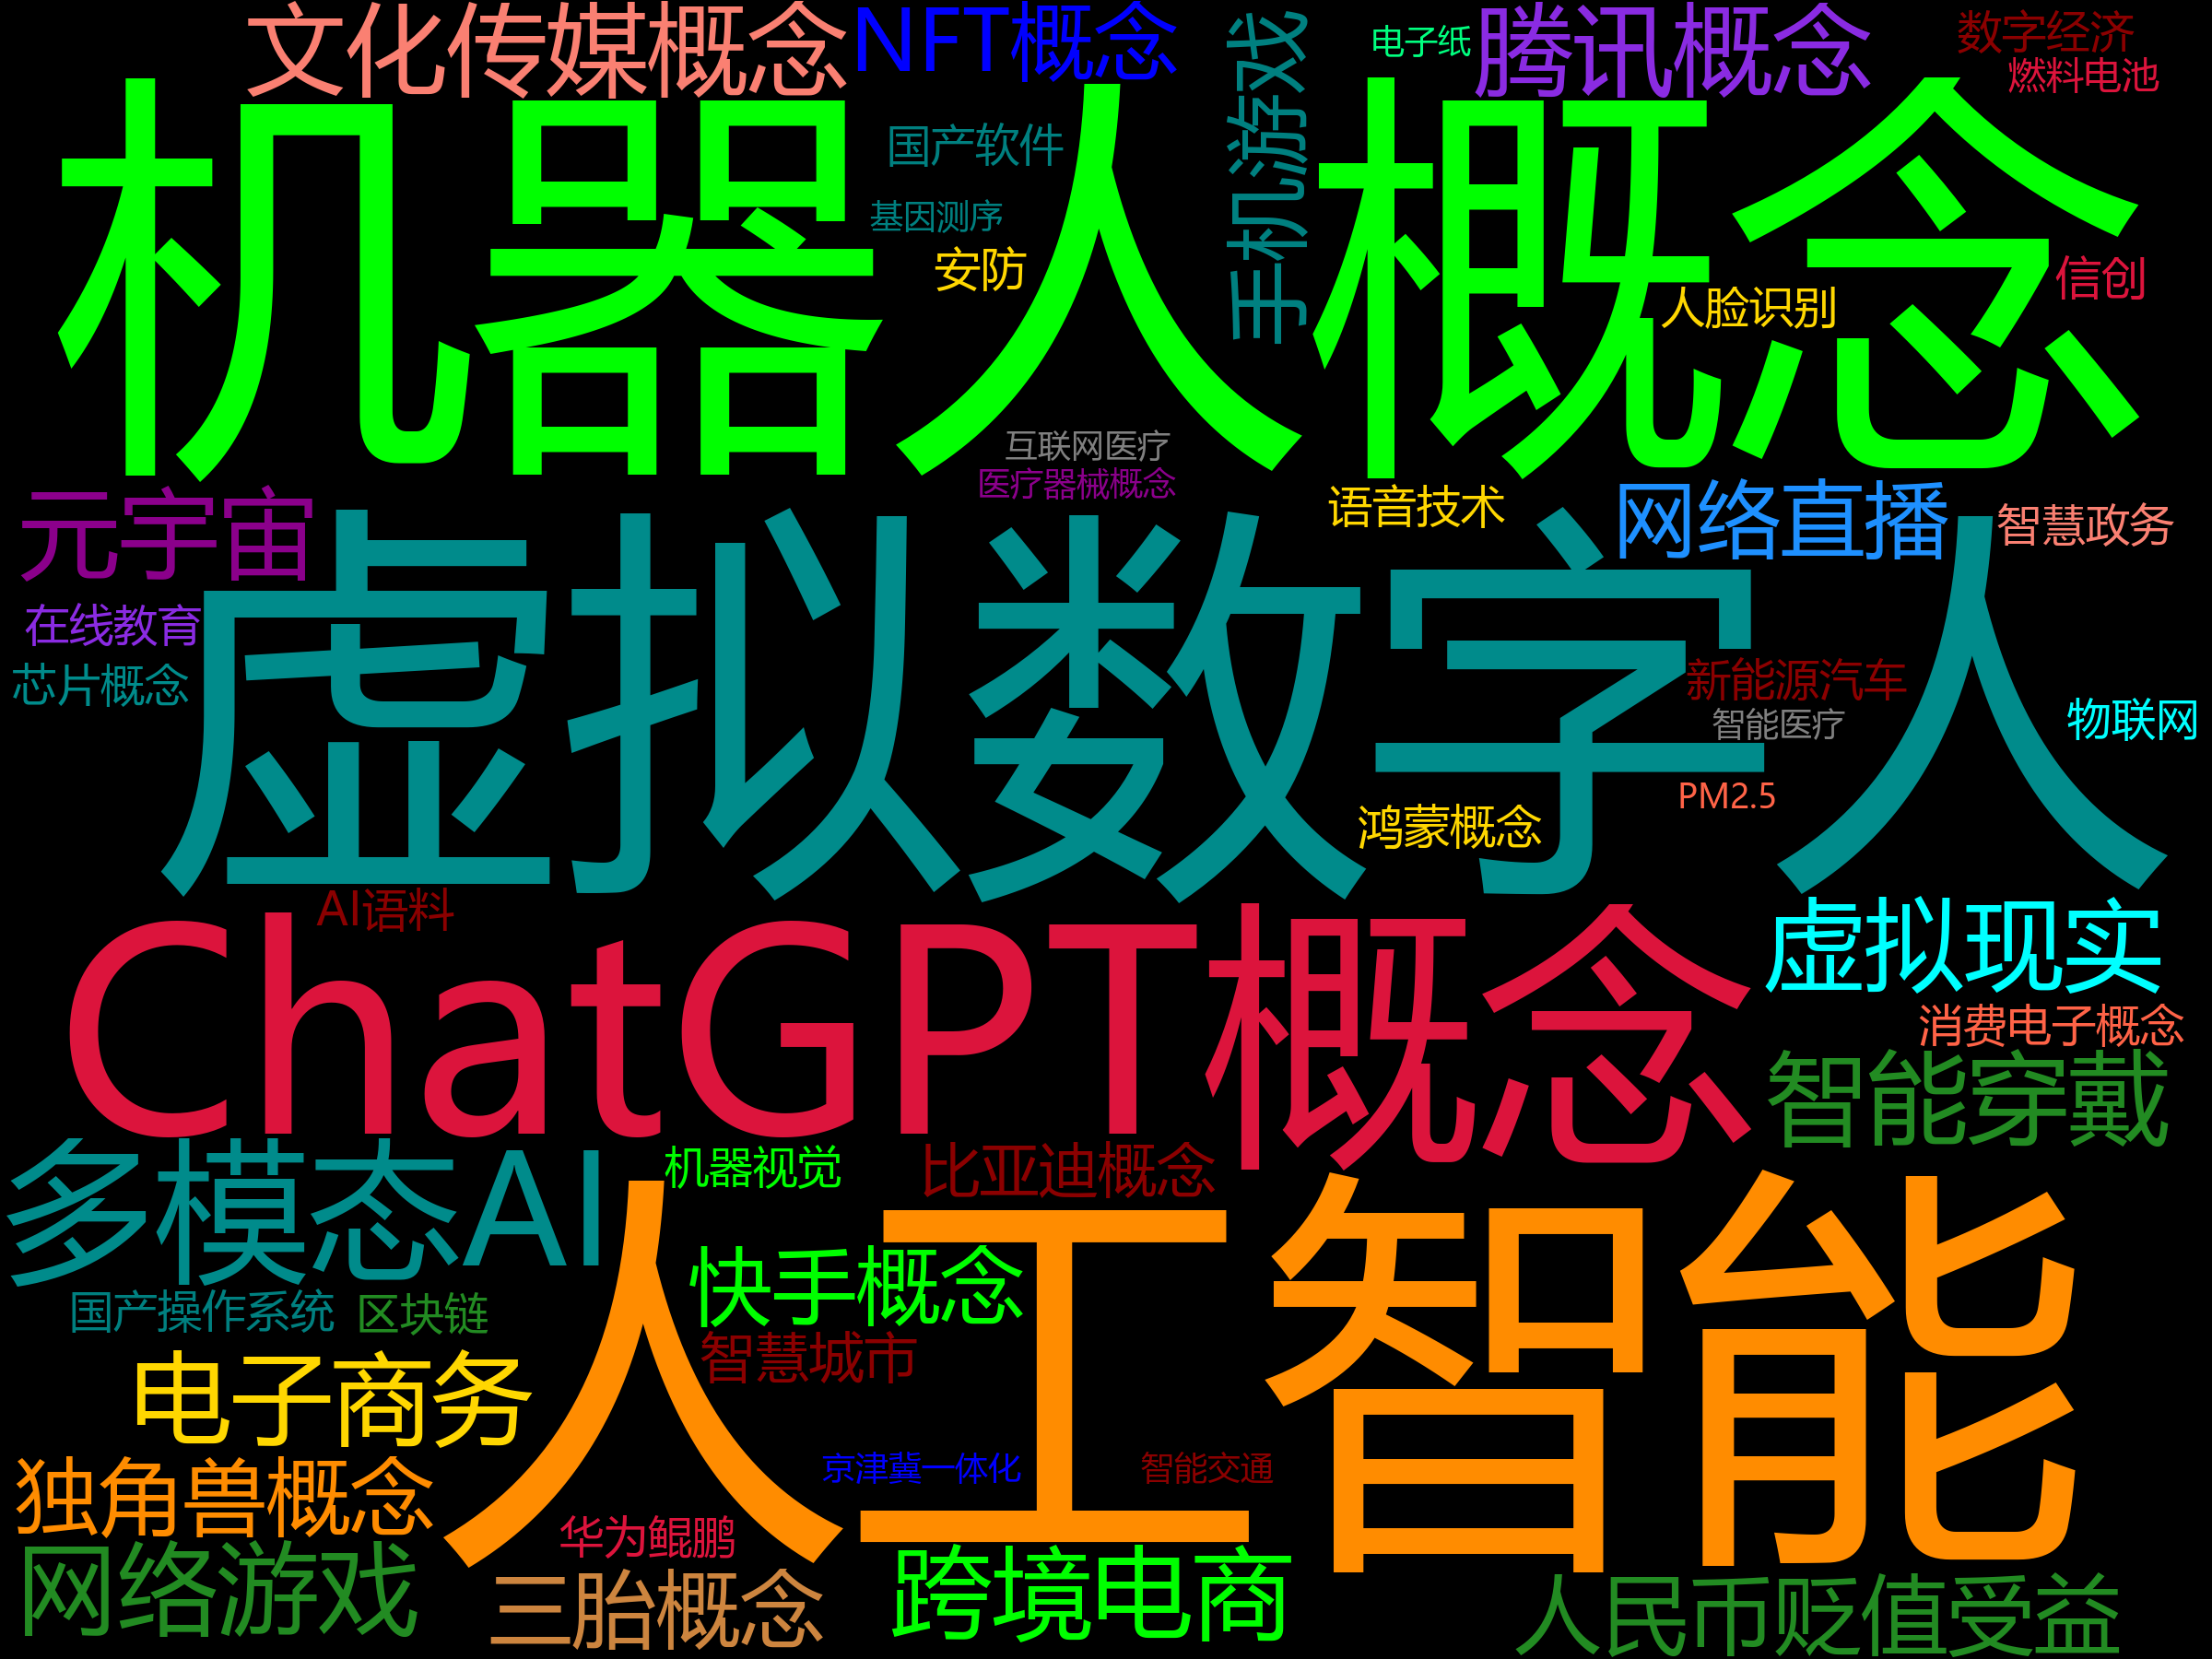 文化传媒概念
NFT概念
手机游戏
电子纸
腾讯概念
数字经济
燃料电池
机器人概念
国产软件
基因测序
安防
信创
人脸识别
互联网医疗
医疗器械概念
语音技术
网络直播
智慧政务
元宇宙
虚拟数字人
在线教育
芯片概念
新能源汽车
智能医疗
物联网
PM2.5
鸿蒙概念
AI语料
ChatGPT概念
虚拟现实
消费电子概念
智能穿戴
多模态AI
机器视觉
比亚迪概念
人工智能
快手概念
国产操作系统
区块链
智慧城市
电子商务
独角兽概念
京津冀一体化
智能交通
华为鲲鹏
网络游戏
三胎概念
跨境电商
人民币贬值受益